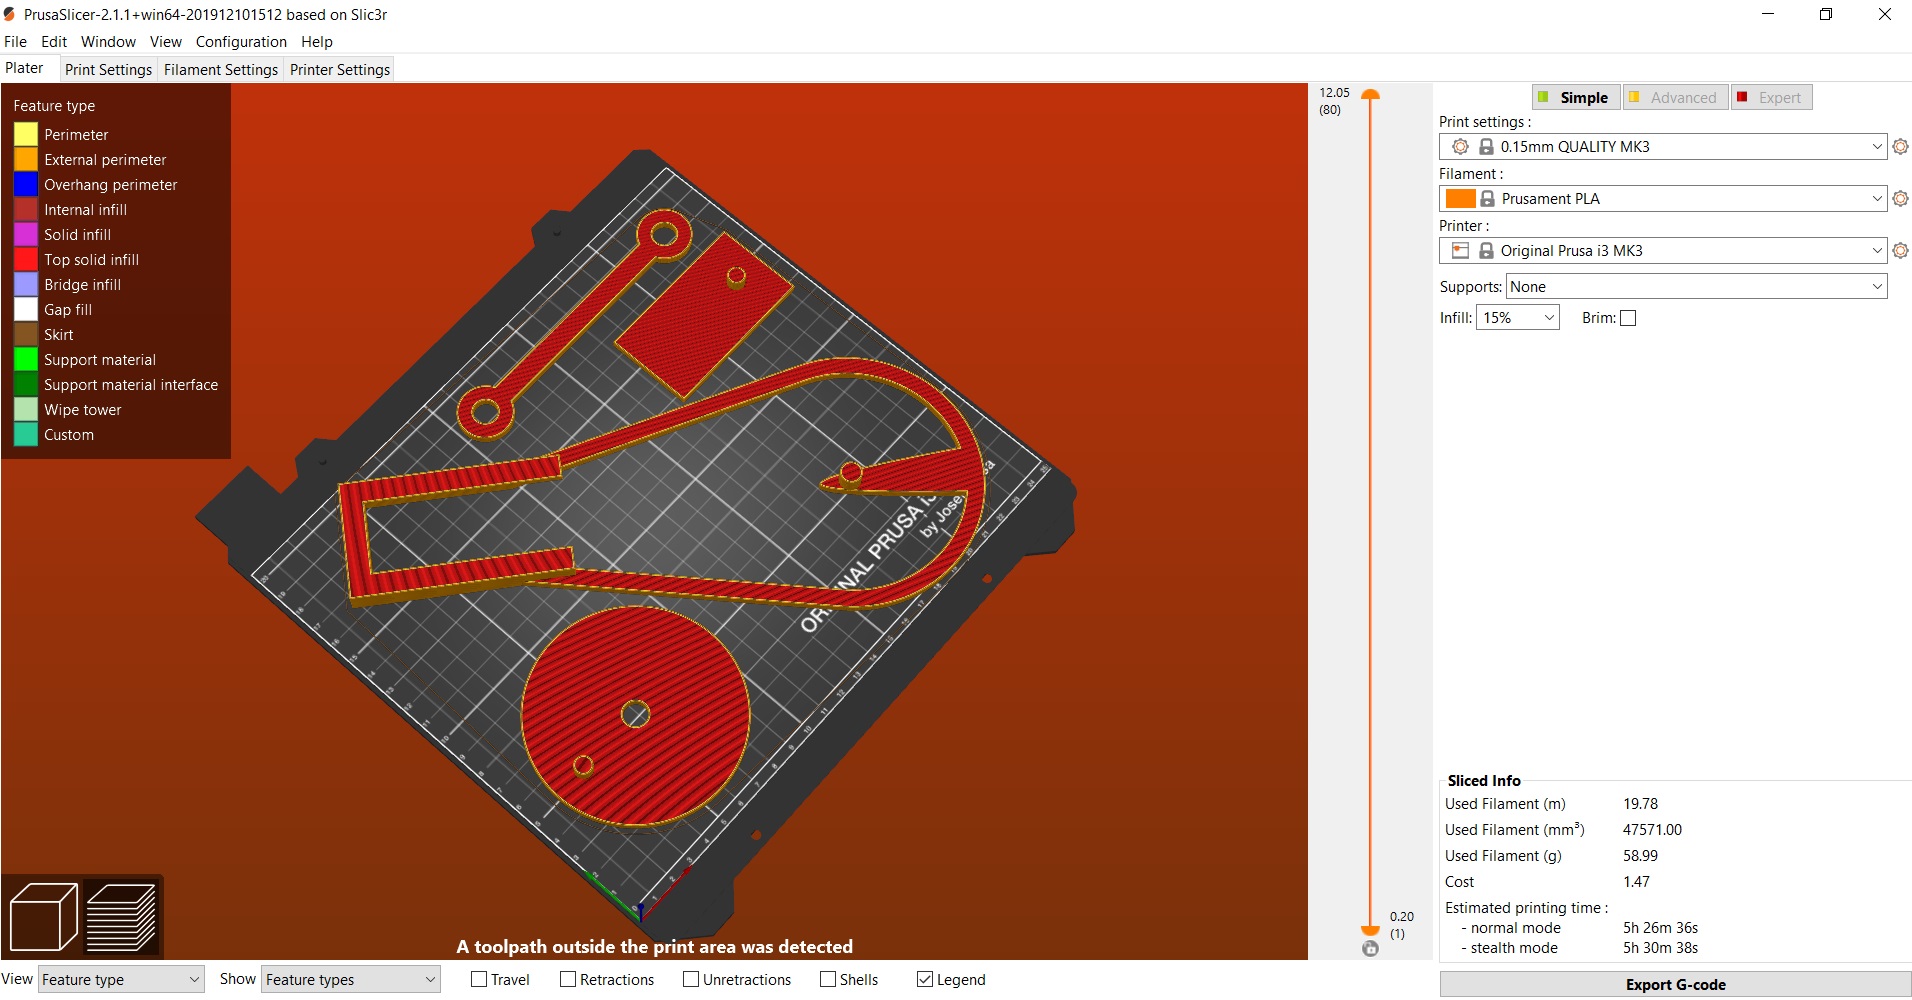 PrusaSlicer-2.1.1+win64-201912101512 based on Slic3r
File Edit Window View Configuration Help
Plater Print Settings Filament Settings Printer Settings
Feature type
Perimeter
External perimeter
Overhang perimeter
Internal infill
Solid infill
Top solid infill
Bridge infill
Gap fill
Skirt
Support material
Support material interface
Wipe tower
Custom
by Jose
A toolpath outside the print area was detected
12.05
(80)
0.20
(1)
Simple Advanced Expert
Print settings :
0.15mm QUALITY MK3
Filament :
Prusament PLA
Printer :
Original Prusa i3 MK3
Supports: None
Infill: 15% Brim:
Sliced Info
Used Filament (m) 19.78
Used Filament (mm³) 47571.00
Used Filament (g) 58.99
Cost 1.47
Estimated printing time :
- normal mode 5h 26m 36s
- stealth mode 5h 30m 38s
View Feature type Show Feature types Travel Retractions Unretractions Shells Legend
Export G-code